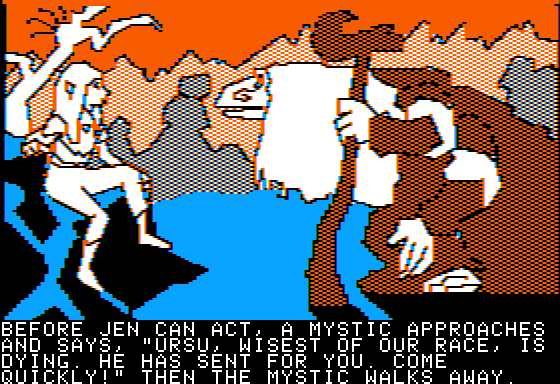 BEFORE JEN CAN ACT, A MYSTIC APPROACHES
AND SAYS, "URSU, WISEST OF OUR RACE, IS
DYING. HE HAS SENT FOR YOU. COME
QUICKLY!" THEN THE MYSTIC WALKS AWAY.